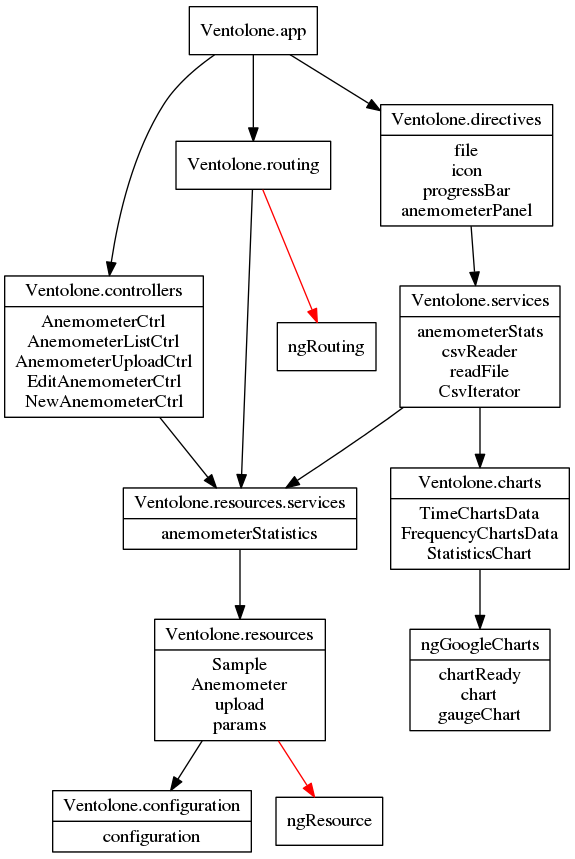 Ventolone.app
Ventolone.directives
file
icon
progressBar
anemometerPanel
Ventolone.routing
Ventolone.controllers
AnemometerCtrl
AnemometerListCtrl
AnemometerUploadCtrl
EditAnemometerCtrl
NewAnemometerCtrl
ngRouting
Ventolone.services
anemometerStats
csvReader
readFile
CsvIterator
Ventolone.resources.services
anemometerStatistics
Ventolone.charts
TimeChartsData
FrequencyChartsData
StatisticsChart
Ventolone.resources
Sample
Anemometer
upload
params
ngGoogleCharts
chartReady
chart
gaugeChart
Ventolone.configuration
configuration
ngResource